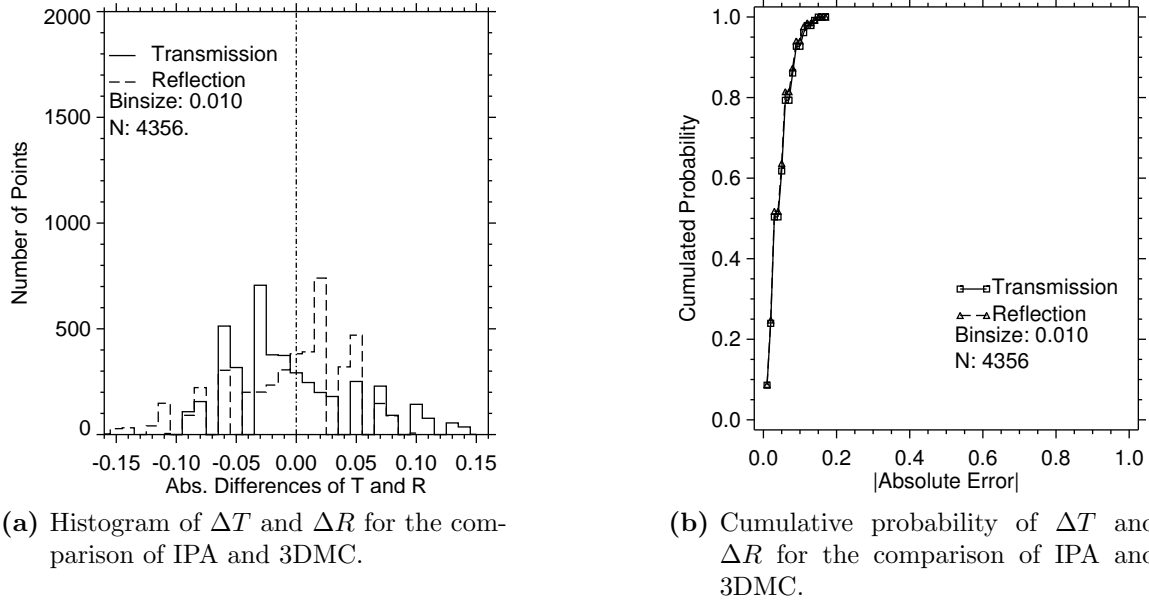 2000
1500
1000
500
0
Number of Points
Transmission
Reflection
Binsize: 0.010
N: 4356.
-0.15 -0.10 -0.05 0.00 0.05 0.10 0.15
Abs. Differences of T and R
(a) Histogram of ΔT and ΔR for the com-
parison of IPA and 3DMC.
1.0
0.8
0.6
0.4
0.2
0.0
Cumulated Probability
Transmission
Reflection
Binsize: 0.010
N: 4356
0.0 0.2 0.4 0.6 0.8 1.0
|Absolute Error|
(b) Cumulative probability of ΔT and
ΔR for the comparison of IPA and
3DMC.